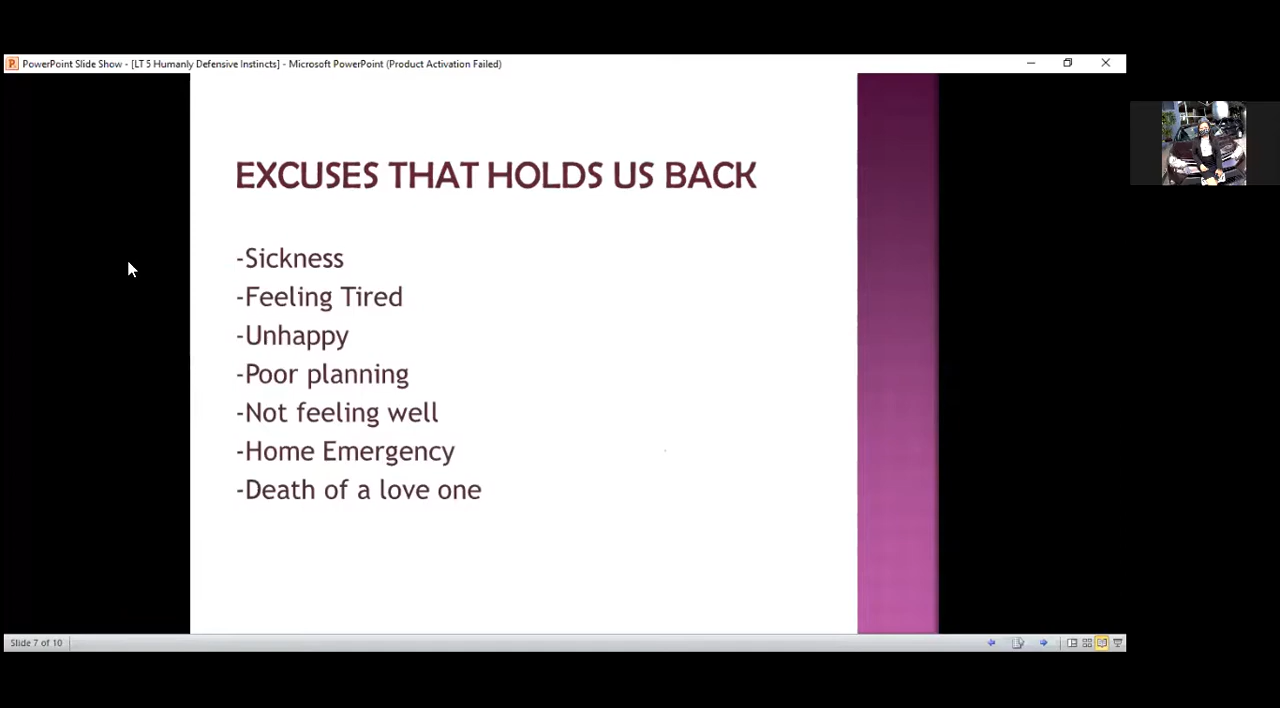 PowerPoint Slide Show - [LT 5 Humanly Defensive Instincts] - Microsoft PowerPoint (Product Activation Failed)
EXCUSES THAT HOLDS US BACK
-Sickness
-Feeling Tired
-Unhappy
-Poor planning
-Not feeling well
-Home Emergency
-Death of a love one
Slide 7 of 10